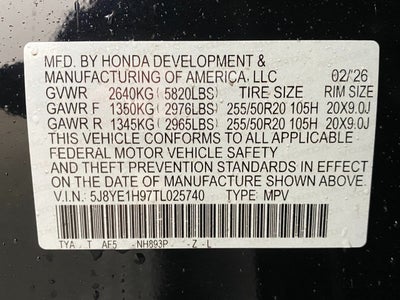 MFD. BY HONDA DEVELOPMENT &
MANUFACTURING OF AMERICA, LLC 02/'26
GVWR 2640KG (5820LBS) TIRE SIZE RIM SIZE
GAWR F 1350KG (2976LBS) 255/50R20 105H 20X9.0J
GAWR R 1345KG (2965LBS) 255/50R20 105H 20X9.0J
THIS VEHICLE CONFORMS TO ALL APPLICABLE
FEDERAL MOTOR VEHICLE SAFETY
AND THEFT PREVENTION STANDARDS IN EFFECT ON THE
DATE OF MANUFACTURE SHOWN ABOVE.
V.I.N. 5J8YE1H97TL025740 TYPE: MPV
TYA T AF5 -NH893P -Z-L